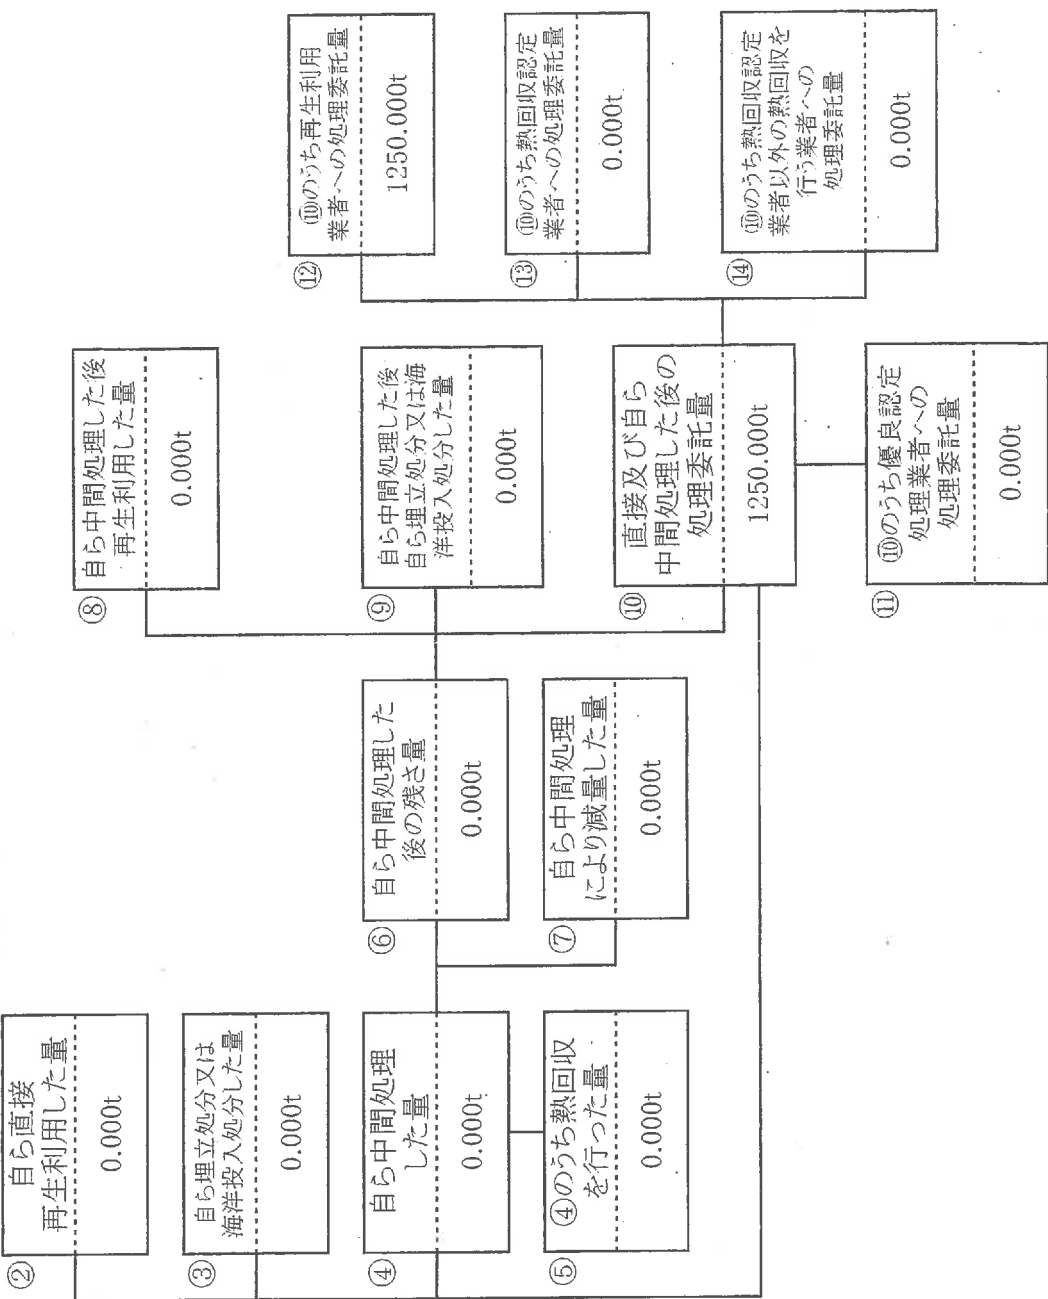 ②
自ら直接
再生利用した量
0.000t
③
自ら埋立処分又は
海洋投入処分した量
0.000t
④
自ら中間処理
した量
0.000t
⑤
④のうち熱回収
を行った量
0.000t
⑥
自ら中間処理した
後の残さ量
0.000t
⑦
自ら中間処理
により減量した量
0.000t
⑧
自ら中間処理した後
再生利用した量
0.000t
⑨
自ら中間処理した後
自ら埋立処分又は海
洋投入処分した量
0.000t
⑩
直接及び自ら
中間処理した後の
処理委託量
1250.000t
⑪
⑩のうち優良認定
処理業者への
処理委託量
0.000t
⑫
⑩のうち再生利用
業者への処理委託量
1250.000t
⑬
⑩のうち熱回収認定
業者への処理委託量
0.000t
⑭
⑩のうち熱回収認定
業者以外の熱回収を
行う業者への
処理委託量
0.000t